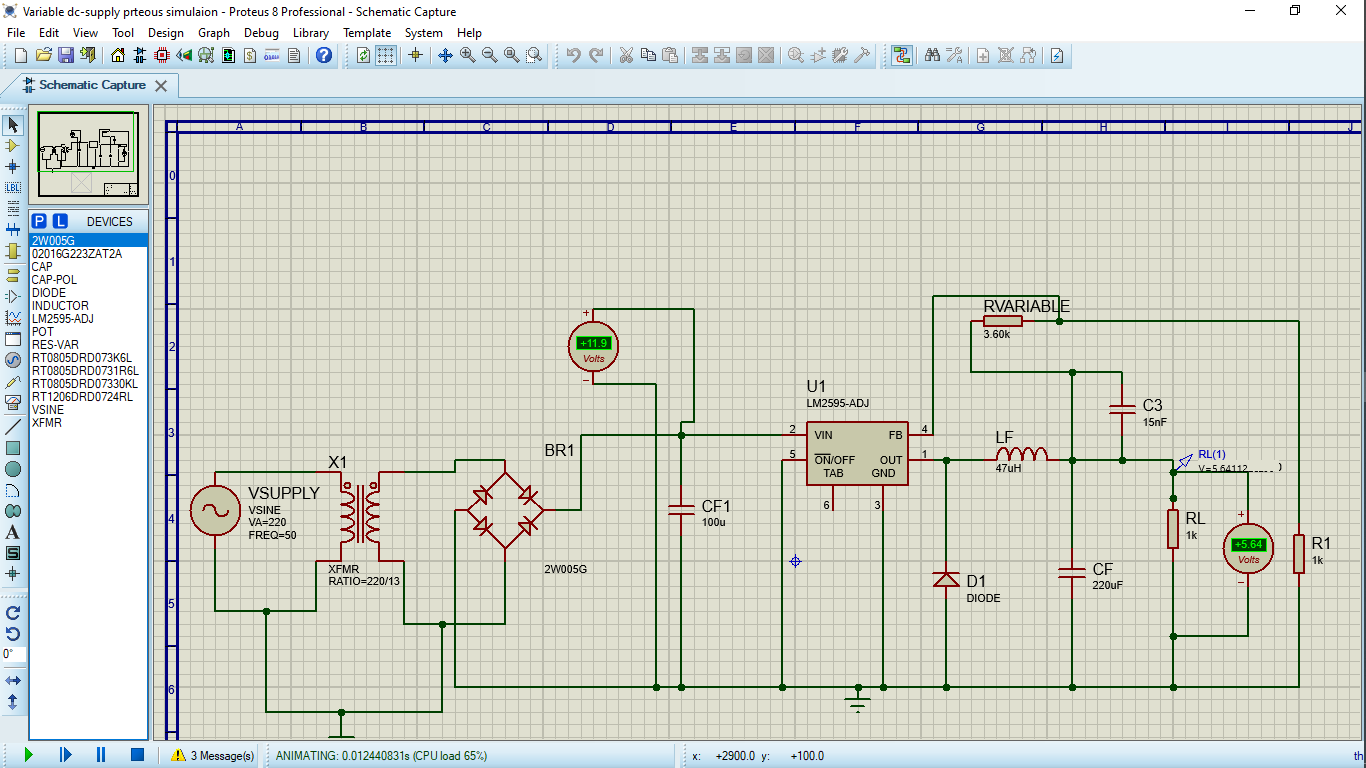 Variable dc-supply prteous simulaion - Proteus 8 Professional - Schematic Capture
File Edit View Tool Design Graph Debug Library Template System Help
Schematic Capture
P L DEVICES
2W005G
02016G223ZAT2A
CAP
CAP-POL
DIODE
INDUCTOR
LM2595-ADJ
POT
RES-VAR
RT0805DRD073K6L
RT0805DRD0731R6L
RT0805DRD07330KL
RT1206DRD0724RL
VSINE
XFMR
LBL
A
S
0°
A B C D E F G H I J
0
1
2
3
4
5
6
RVARIABLE
3.60k
+
+11.9
Volts
−
U1
LM2595-ADJ
2 VIN FB 4
5 ON/OFF OUT 1
TAB GND
6 3
C3
15nF
LF
47uH
BR1
2W005G
X1
XFMR
RATIO=220/13
VSUPPLY
VSINE
VA=220
FREQ=50
CF1
100u
RL(1)
V=5.64112
RL
1k
+
+5.64
Volts
−
R1
1k
CF
220uF
D1
DIODE
3 Message(s) ANIMATING: 0.012440831s (CPU load 65%) x: +2900.0 y: +100.0 th